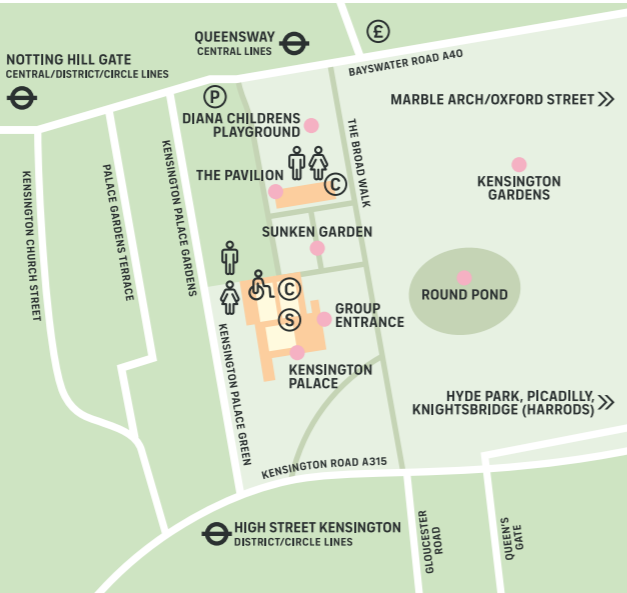 QUEENSWAY
CENTRAL LINES
£
NOTTING HILL GATE
CENTRAL/DISTRICT/CIRCLE LINES
BAYSWATER ROAD A40
P
MARBLE ARCH/OXFORD STREET
DIANA CHILDRENS
PLAYGROUND
THE BROAD WALK
KENSINGTON CHURCH STREET
PALACE GARDENS TERRACE
KENSINGTON PALACE GARDENS
THE PAVILION
C
KENSINGTON
GARDENS
SUNKEN GARDEN
C
S
ROUND POND
GROUP
ENTRANCE
KENSINGTON PALACE GREEN
KENSINGTON
PALACE
HYDE PARK, PICADILLY,
KNIGHTSBRIDGE (HARRODS)
KENSINGTON ROAD A315
HIGH STREET KENSINGTON
DISTRICT/CIRCLE LINES
GLOUCESTER
ROAD
QUEEN'S
GATE